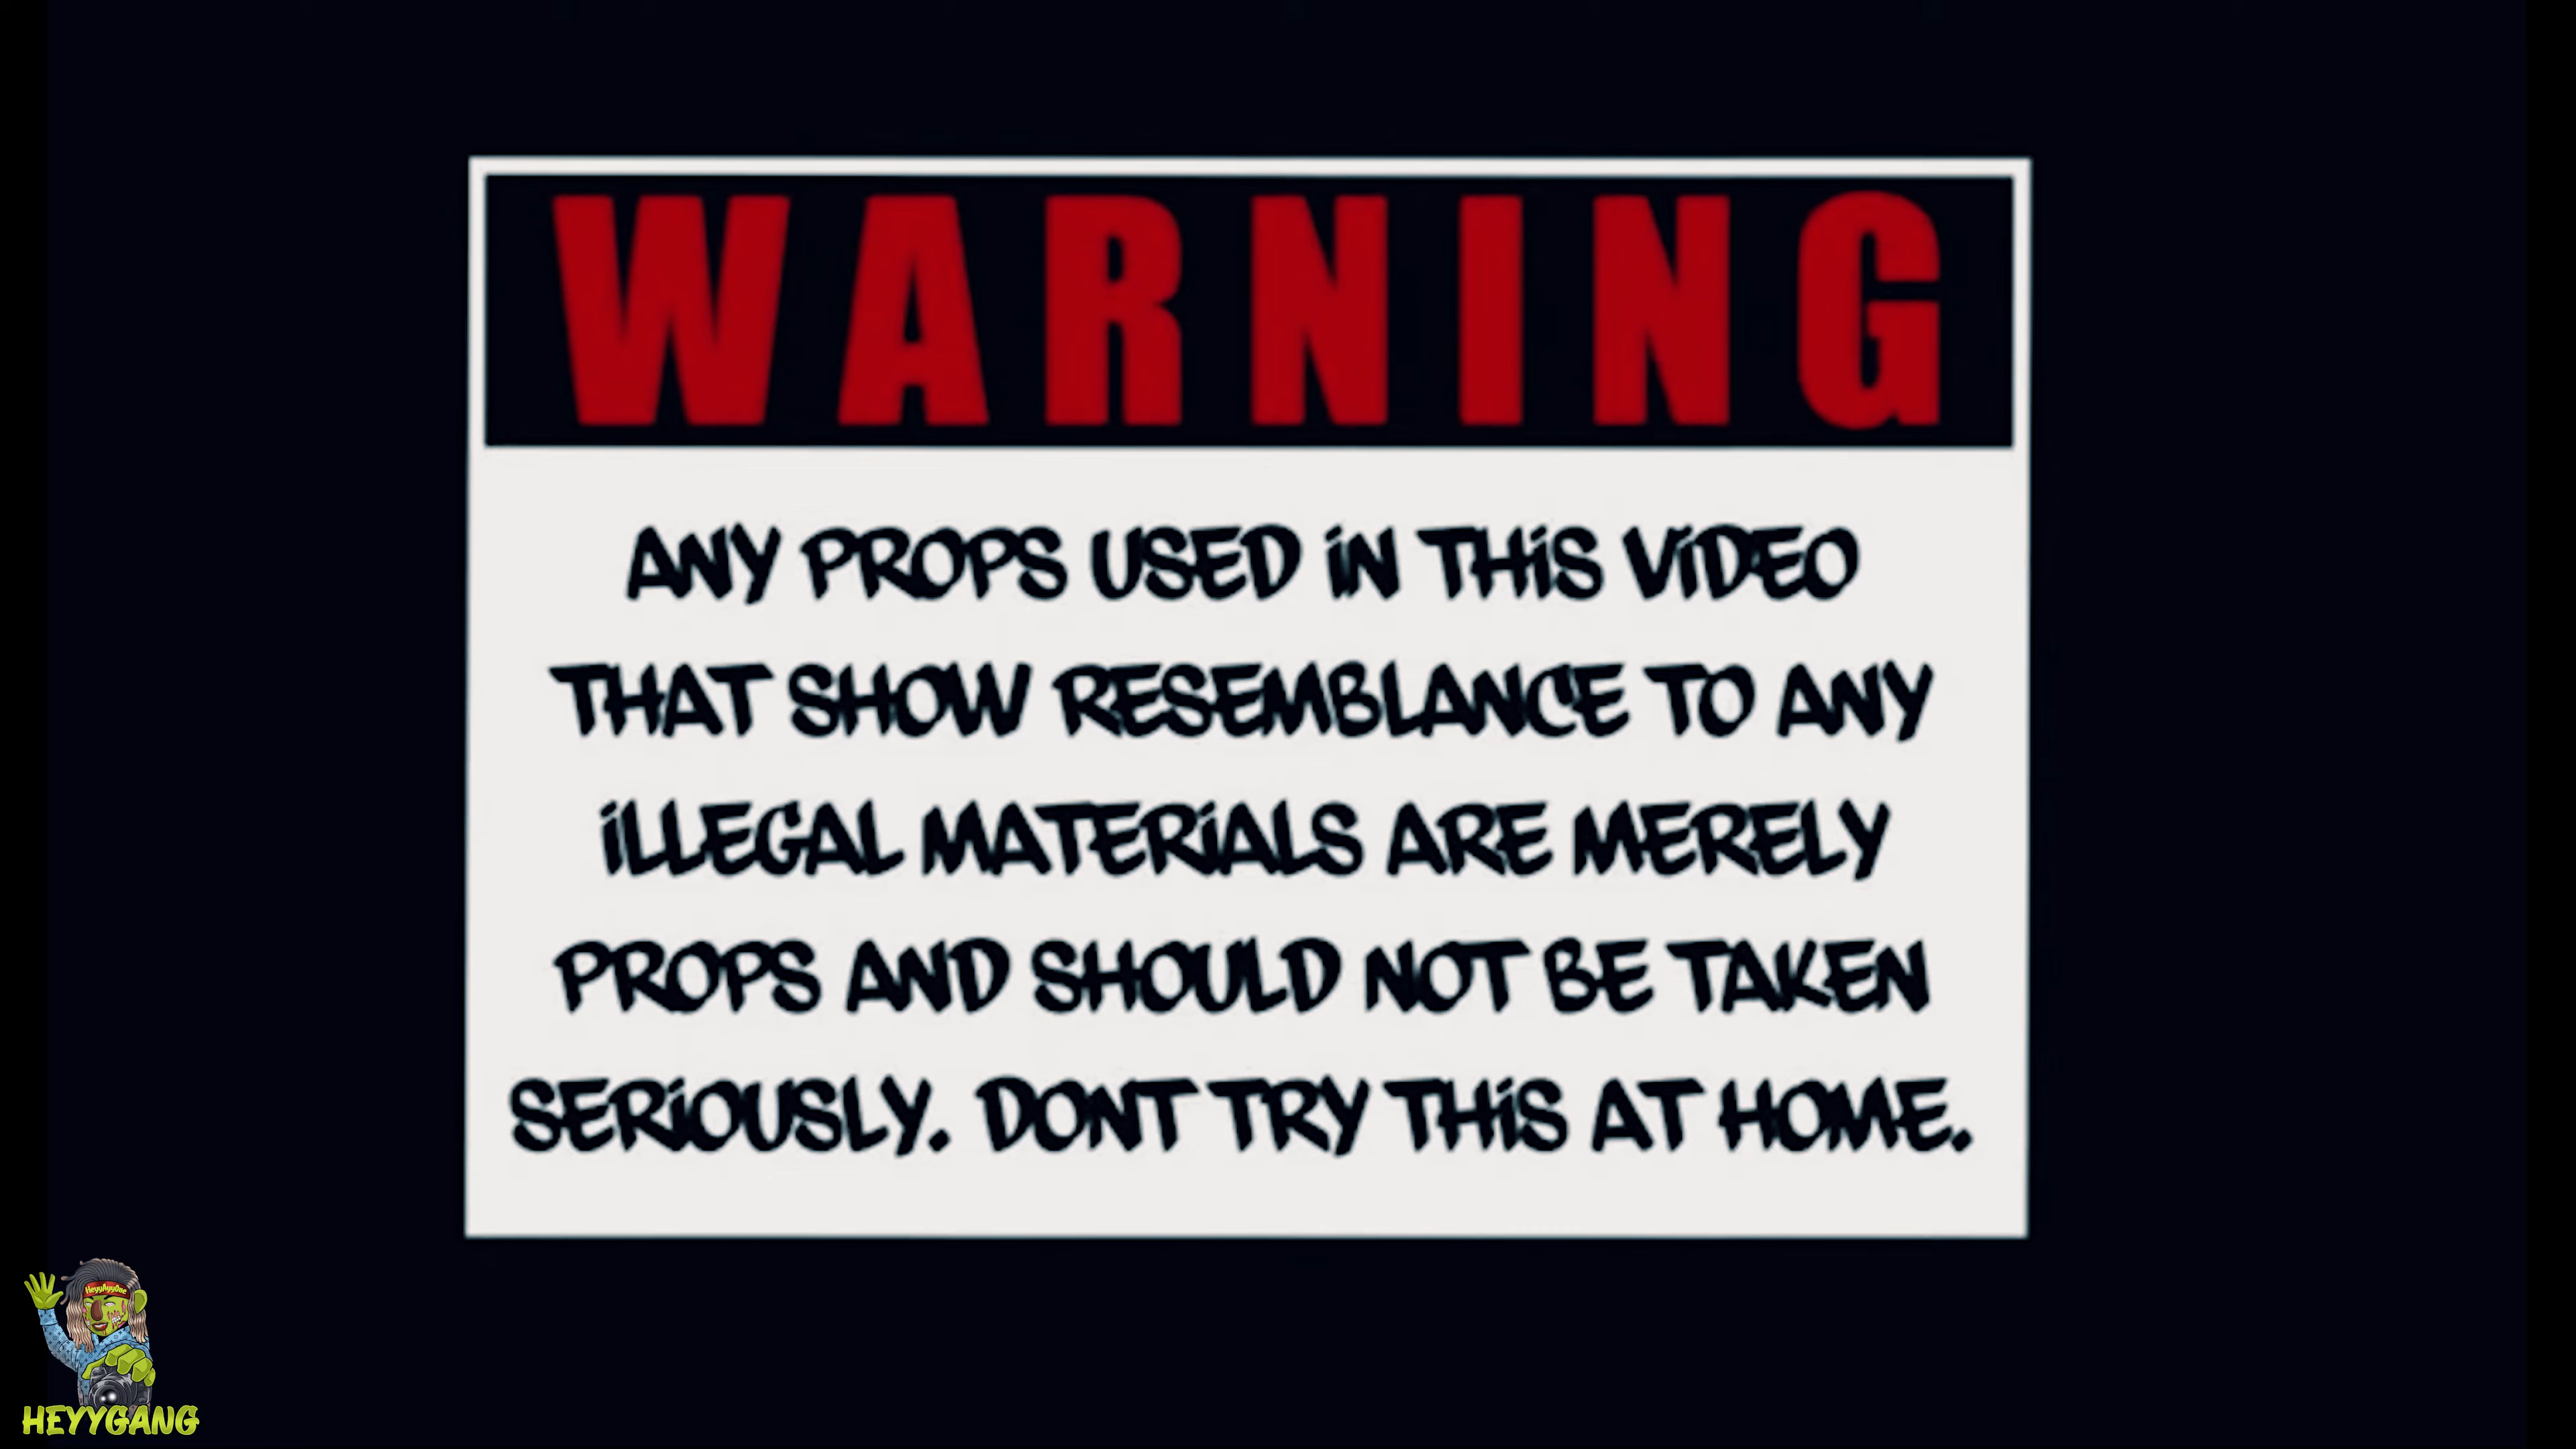 WARNING
ANY PROPS USED iN THiS ViDEO
THAT SHOW RESEMBLANCE TO ANY
iLLEGAL MATERiALS ARE MERELY
PROPS AND SHOULD NOT BE TAKEN
SERiOUSLY. DONT TRY THiS AT HOME.
HeyyAyyOne
HEYYGANG